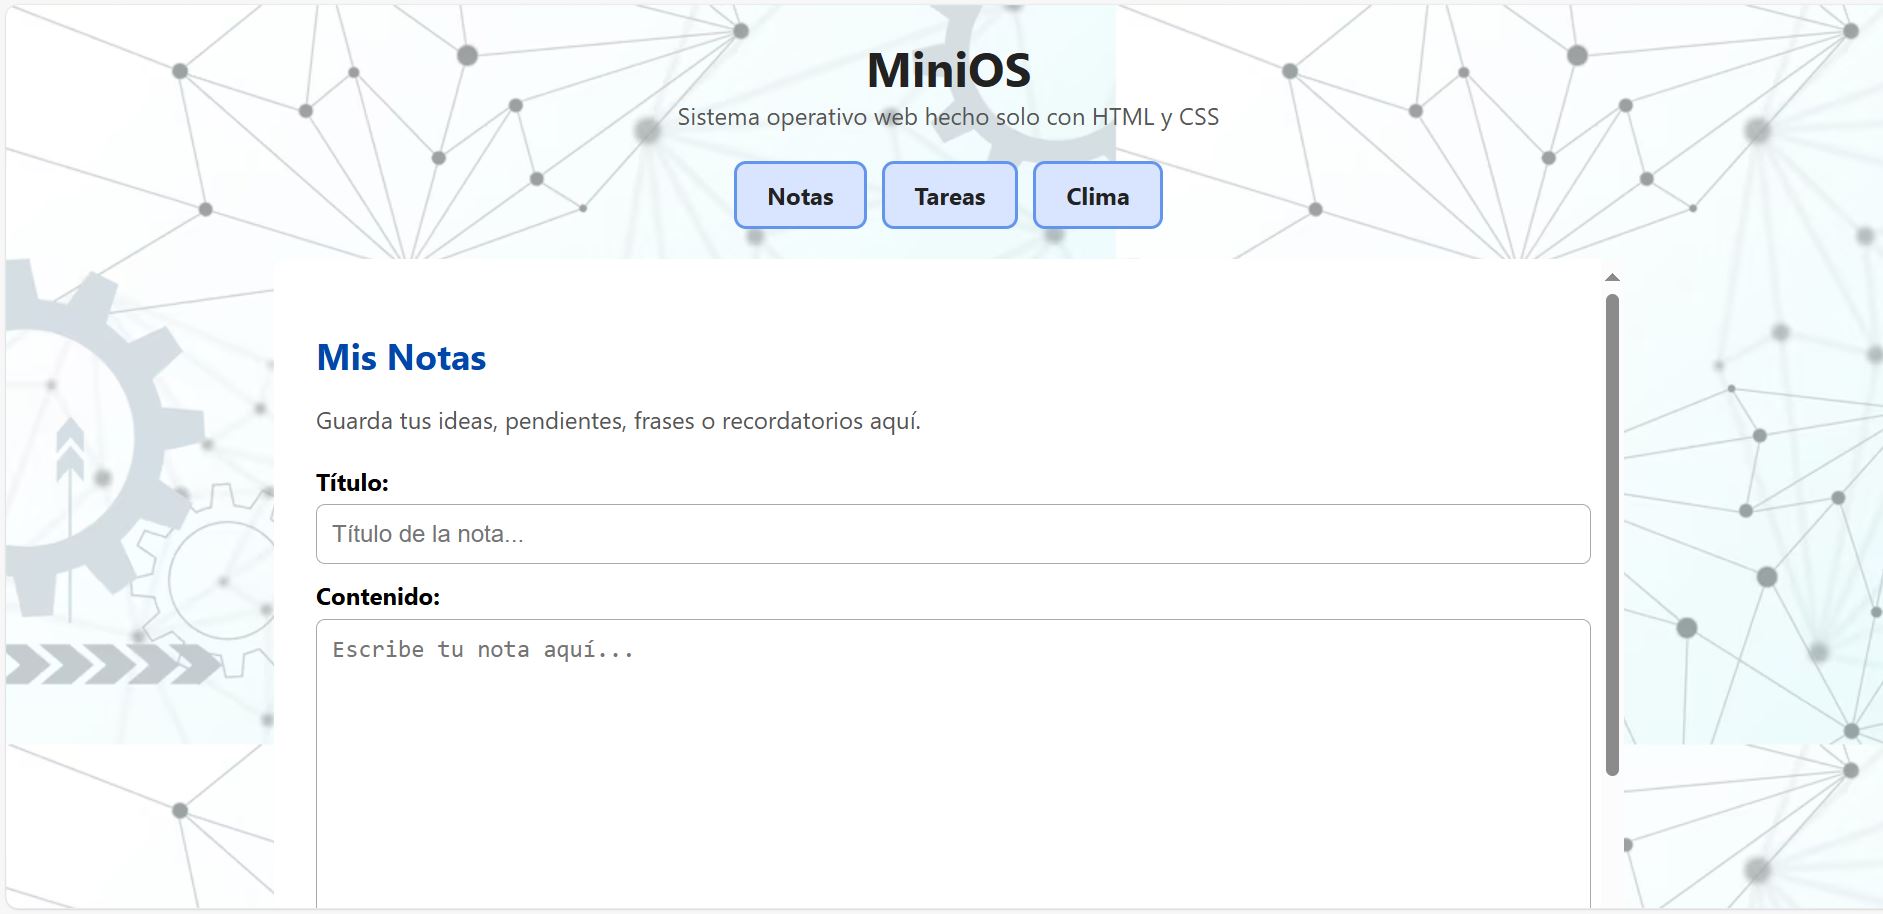 MiniOS
Sistema operativo web hecho solo con HTML y CSS
Notas Tareas Clima
Mis Notas
Guarda tus ideas, pendientes, frases o recordatorios aquí.
Título:
Título de la nota...
Contenido:
Escribe tu nota aquí...